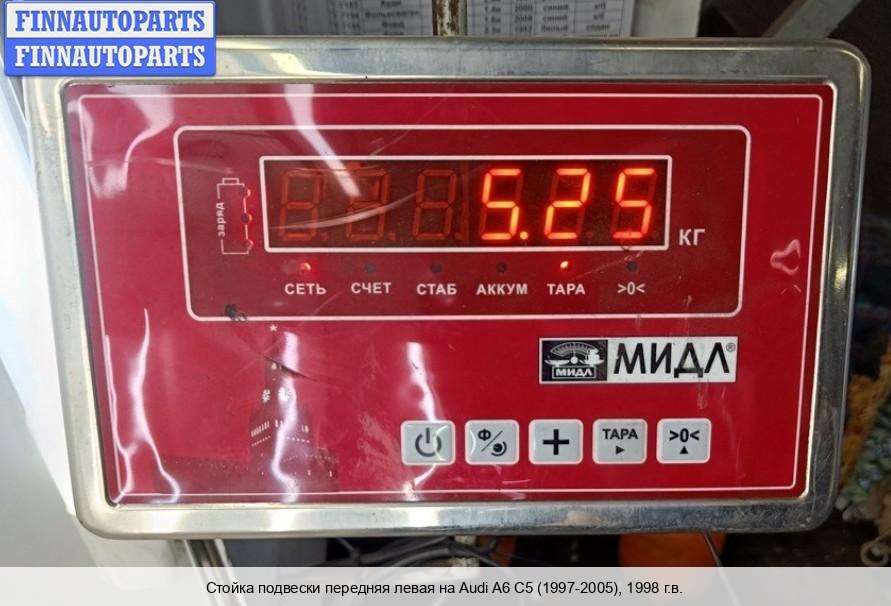 FINNAUTOPARTS
FINNAUTOPARTS
заряд
5.25
КГ
СЕТЬ СЧЕТ СТАБ АККУМ ТАРА >0<
МИДЛ МИДЛ®
Ф ТАРА >0<
Стойка подвески передняя левая на Audi A6 C5 (1997-2005), 1998 г.в.